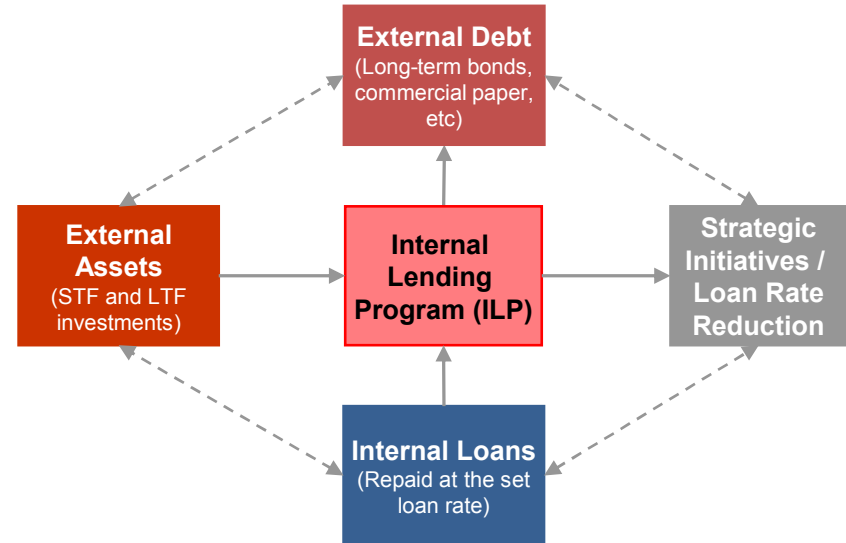 External Debt
(Long-term bonds,
commercial paper,
etc)
External
Assets
(STF and LTF
investments)
Internal
Lending
Program (ILP)
Strategic
Initiatives /
Loan Rate
Reduction
Internal Loans
(Repaid at the set
loan rate)